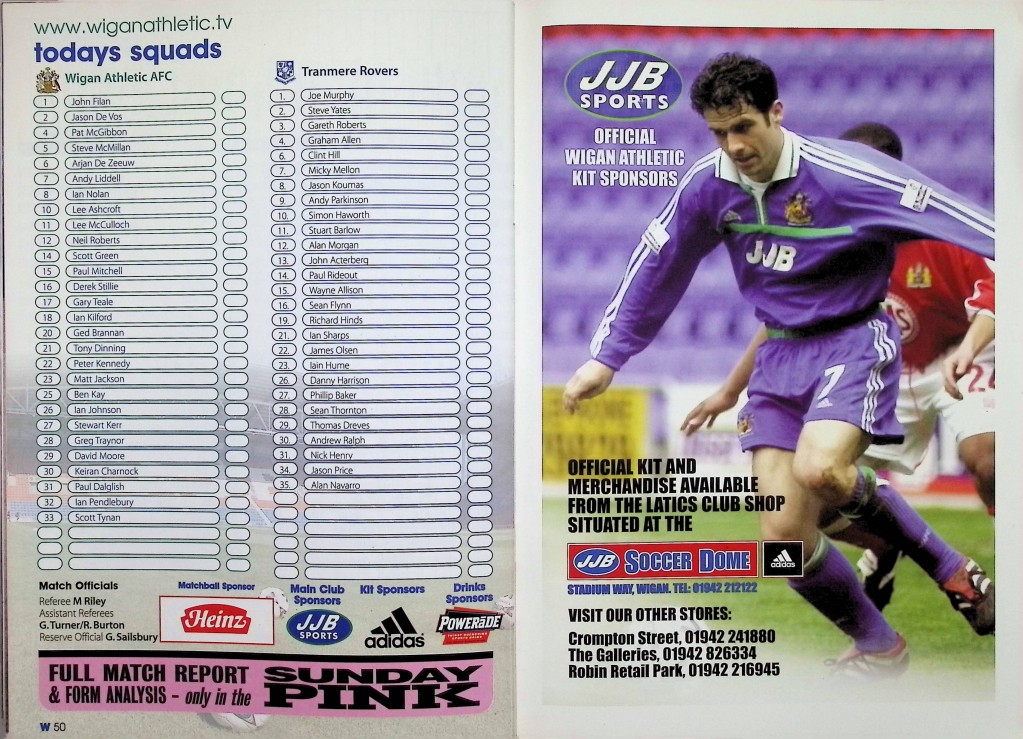 www.wiganathletic.tv
todays squads
Wigan Athletic AFC
1 John Filan
2 Jason De Vos
4 Pat McGibbon
5 Steve McMillan
6 Arjan De Zeeuw
7 Andy Liddell
8 Ian Nolan
10 Lee Ashcroft
11 Lee McCulloch
12 Neil Roberts
14 Scott Green
15 Paul Mitchell
16 Derek Stillie
17 Gary Teale
18 Ian Kilford
20 Ged Brannan
21 Tony Dinning
22 Peter Kennedy
23 Matt Jackson
25 Ben Kay
26 Ian Johnson
27 Stewart Kerr
28 Greg Traynor
29 David Moore
30 Keiran Charnock
31 Paul Dalglish
32 Ian Pendlebury
33 Scott Tynan
Tranmere Rovers
1. Joe Murphy
2. Steve Yates
3. Gareth Roberts
4. Graham Allen
6. Clint Hill
7. Micky Mellon
8. Jason Koumas
9. Andy Parkinson
10. Simon Haworth
11. Stuart Barlow
12. Alan Morgan
13. John Acterberg
14. Paul Rideout
15. Wayne Allison
16 Sean Flynn
19. Richard Hinds
21. Ian Sharps
22. James Olsen
23. Iain Hume
26. Danny Harrison
27. Phillip Baker
28. Sean Thornton
29. Thomas Dreves
30. Andrew Ralph
31. Nick Henry
34. Jason Price
35. Alan Navarro
Match Officials
Referee M Riley
Assistant Referees
G.Turner/R.Burton
Reserve Official G. Sailsbury
Matchball Sponsor
Heinz
Main Club
Sponsors
JJB
SPORTS
Kit Sponsors
adidas
Drinks
Sponsors
POWERADE
FULL MATCH REPORT
& FORM ANALYSIS – only in the
SUNDAY
PINK
W 50
JJB
SPORTS
OFFICIAL
WIGAN ATHLETIC
KIT SPONSORS
JJB
7
2
OFFICIAL KIT AND
MERCHANDISE AVAILABLE
FROM THE LATICS CLUB SHOP
SITUATED AT THE
JJB SOCCER DOME
adidas
STADIUM WAY, WIGAN. TEL: 01942 212122
VISIT OUR OTHER STORES:
Crompton Street, 01942 241880
The Galleries, 01942 826334
Robin Retail Park, 01942 216945